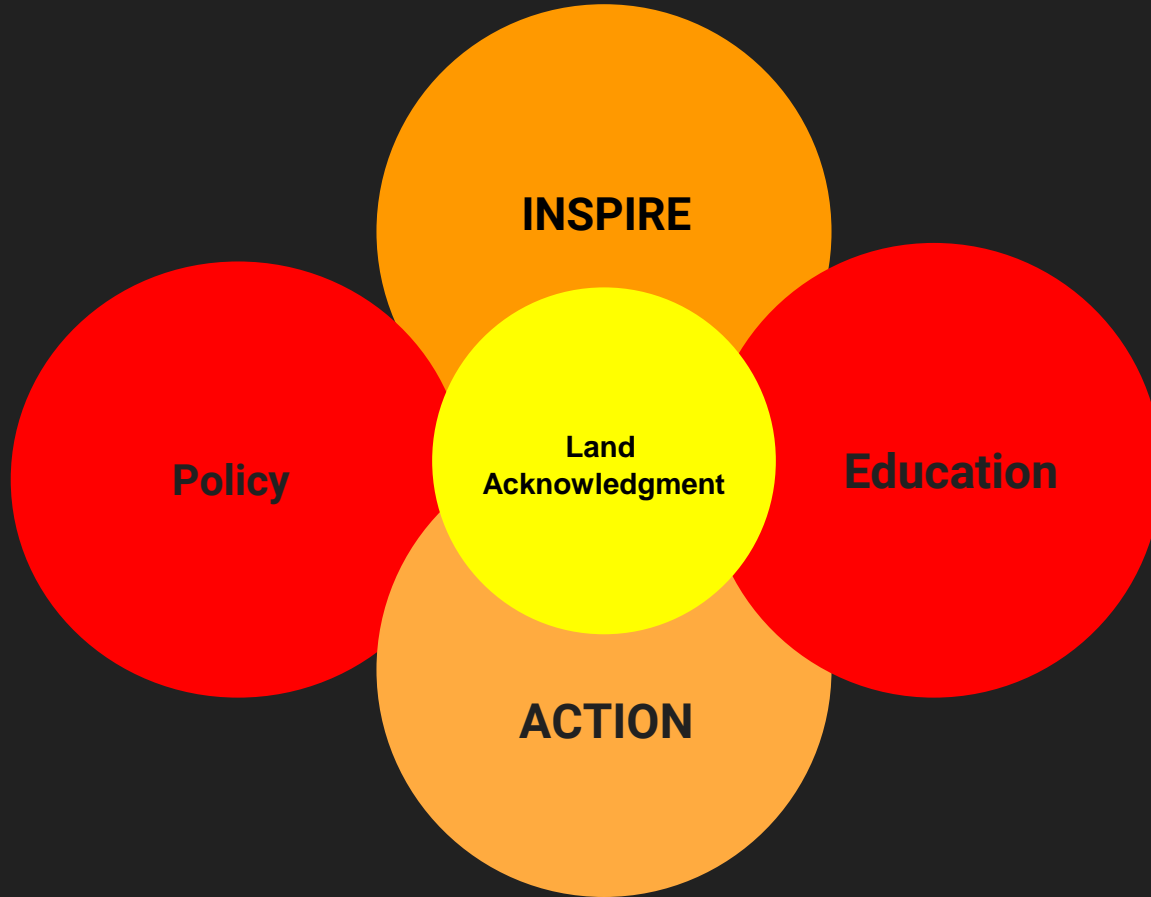 INSPIRE
Land
Acknowledgment
Policy
Education
ACTION